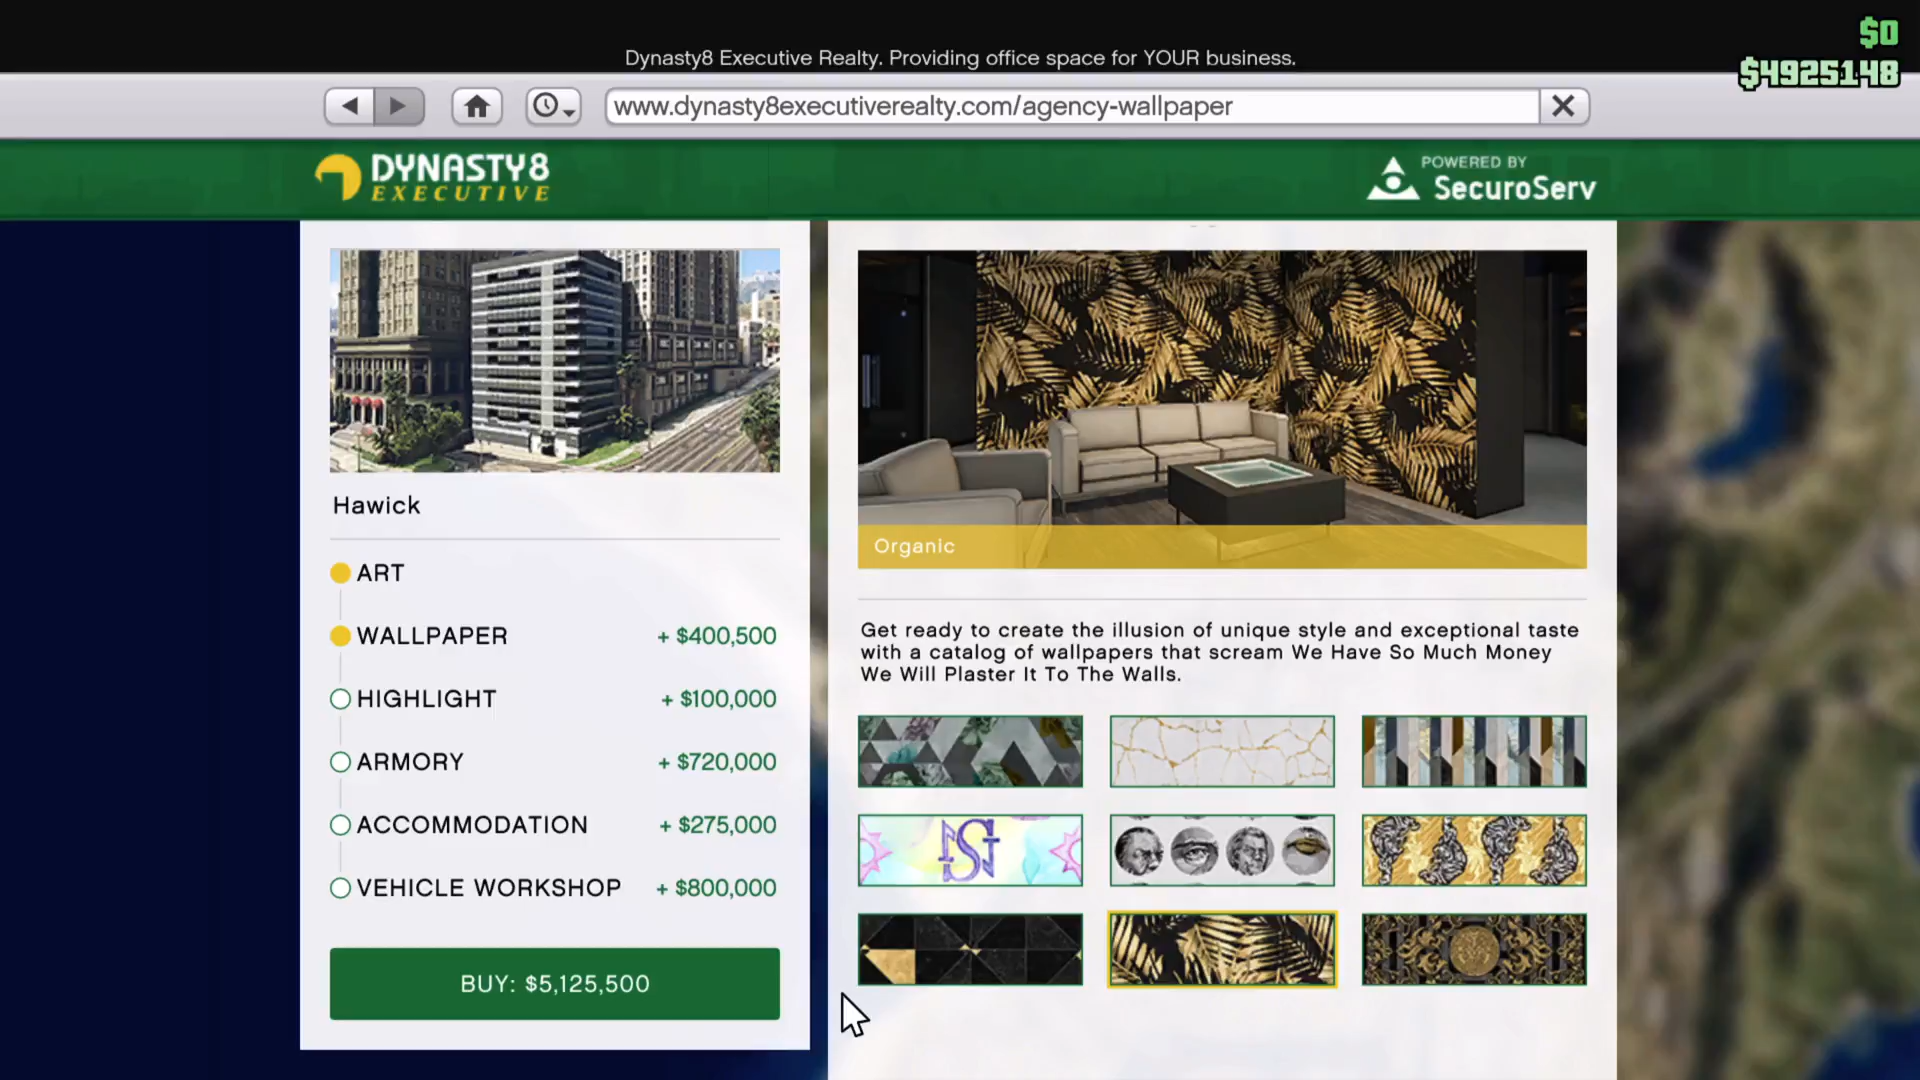 $0
$4925148
Dynasty8 Executive Realty. Providing office space for YOUR business.
www.dynasty8executiverealty.com/agency-wallpaper
DYNASTY8
EXECUTIVE
POWERED BY
SecuroServ
Hawick
ART
WALLPAPER + $400,500
HIGHLIGHT + $100,000
ARMORY + $720,000
ACCOMMODATION + $275,000
VEHICLE WORKSHOP + $800,000
BUY: $5,125,500
Organic
Get ready to create the illusion of unique style and exceptional taste
with a catalog of wallpapers that scream We Have So Much Money
We Will Plaster It To The Walls.